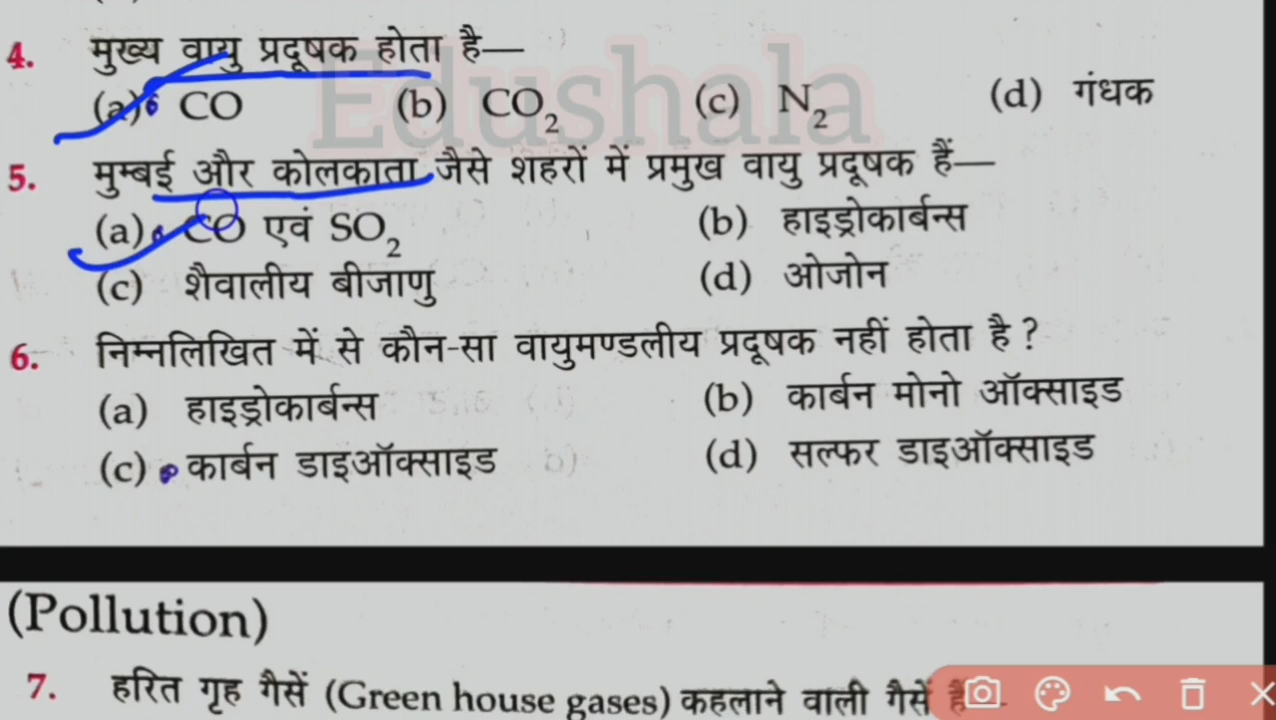 4. मुख्य वायु प्रदूषक होता है—
(a) CO (b) CO₂ (c) N₂ (d) गंधक
Edushala
5. मुम्बई और कोलकाता जैसे शहरों में प्रमुख वायु प्रदूषक हैं—
(a) CO एवं SO₂ (b) हाइड्रोकार्बन्स
(c) शैवालीय बीजाणु (d) ओजोन
6. निम्नलिखित में से कौन-सा वायुमण्डलीय प्रदूषक नहीं होता है ?
(a) हाइड्रोकार्बन्स (b) कार्बन मोनो ऑक्साइड
(c) कार्बन डाइऑक्साइड (d) सल्फर डाइऑक्साइड
(Pollution)
7. हरित गृह गैसें (Green house gases) कहलाने वाली गैसें हैं—